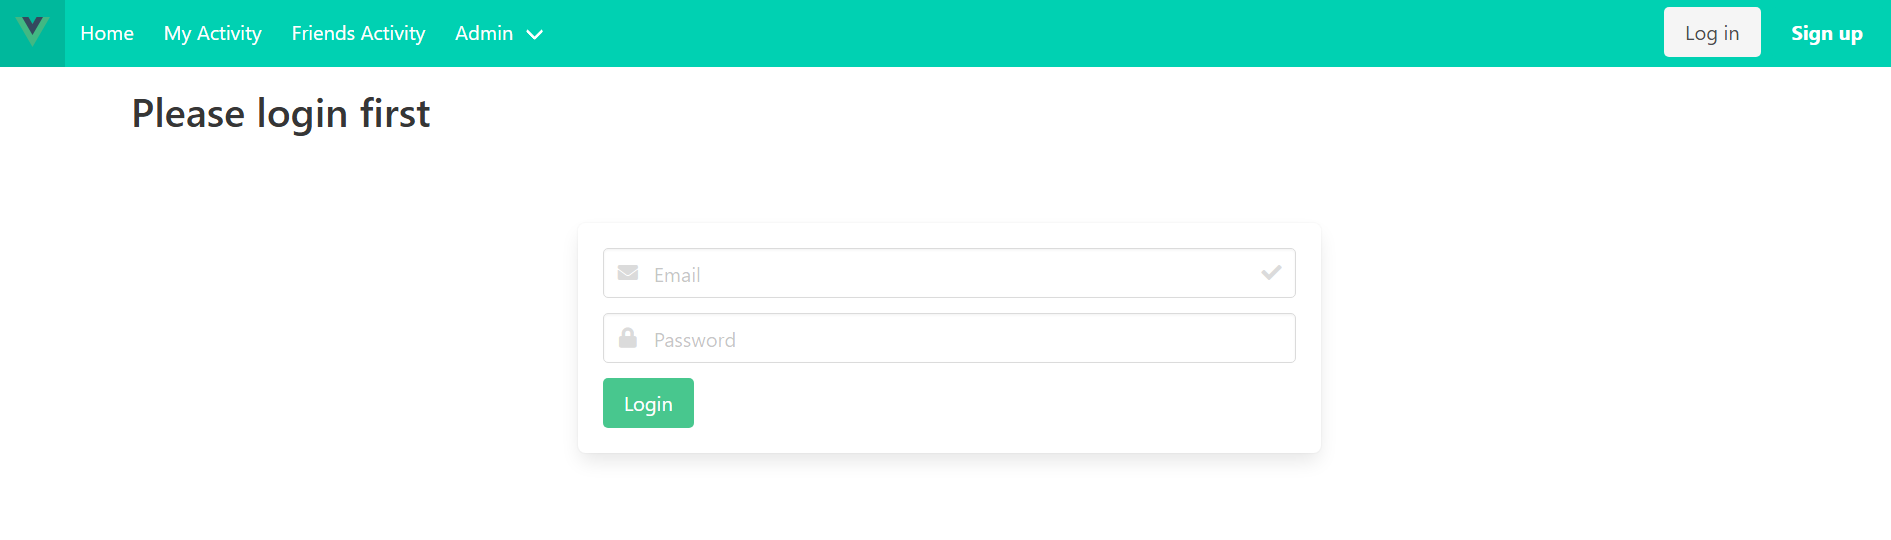 Home My Activity Friends Activity Admin Log in Sign up
Please login first
Email
Password
Login